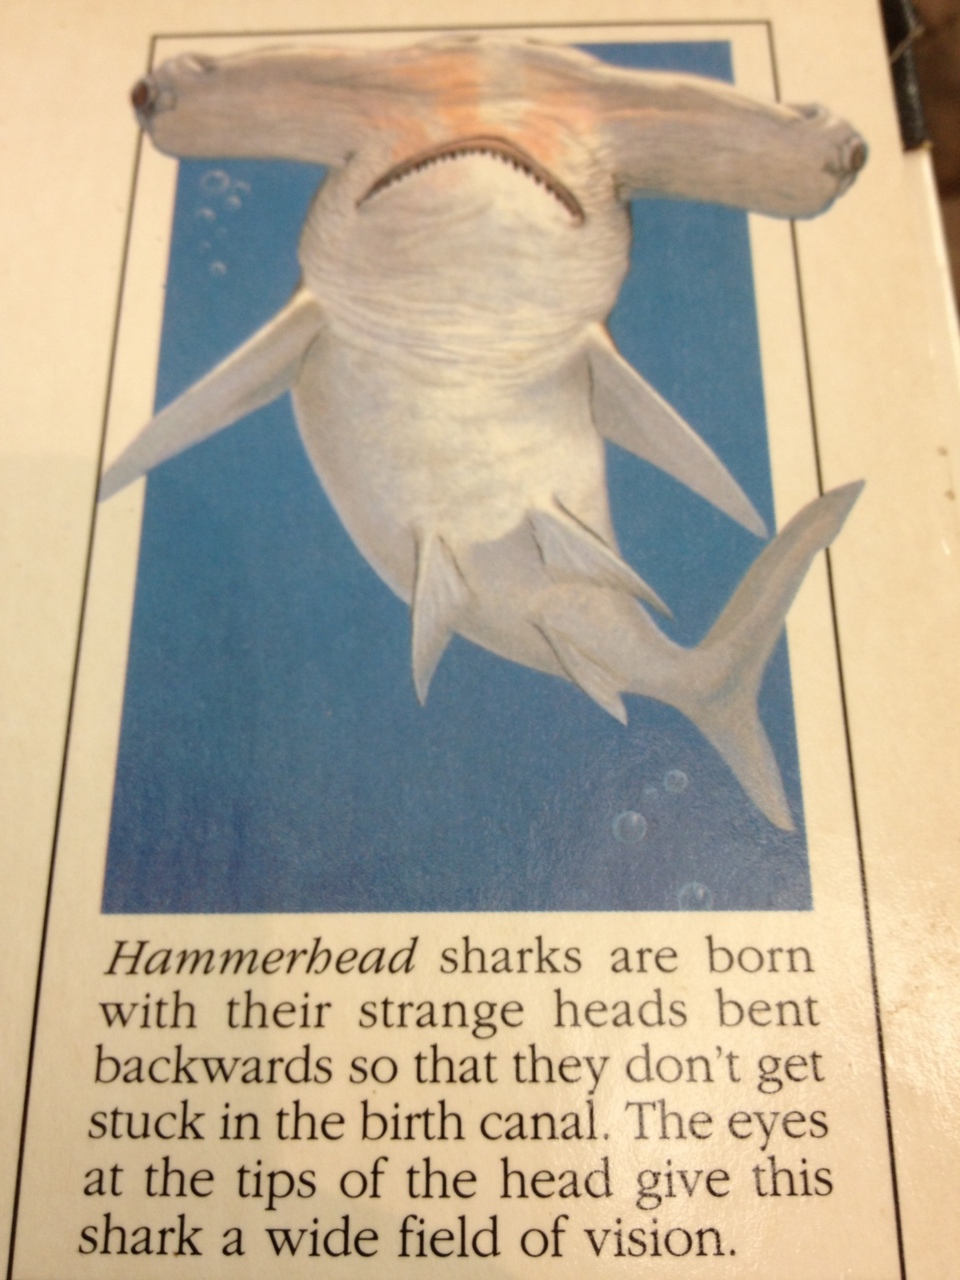 Hammerhead sharks are born
with their strange heads bent
backwards so that they don't get
stuck in the birth canal. The eyes
at the tips of the head give this
shark a wide field of vision.